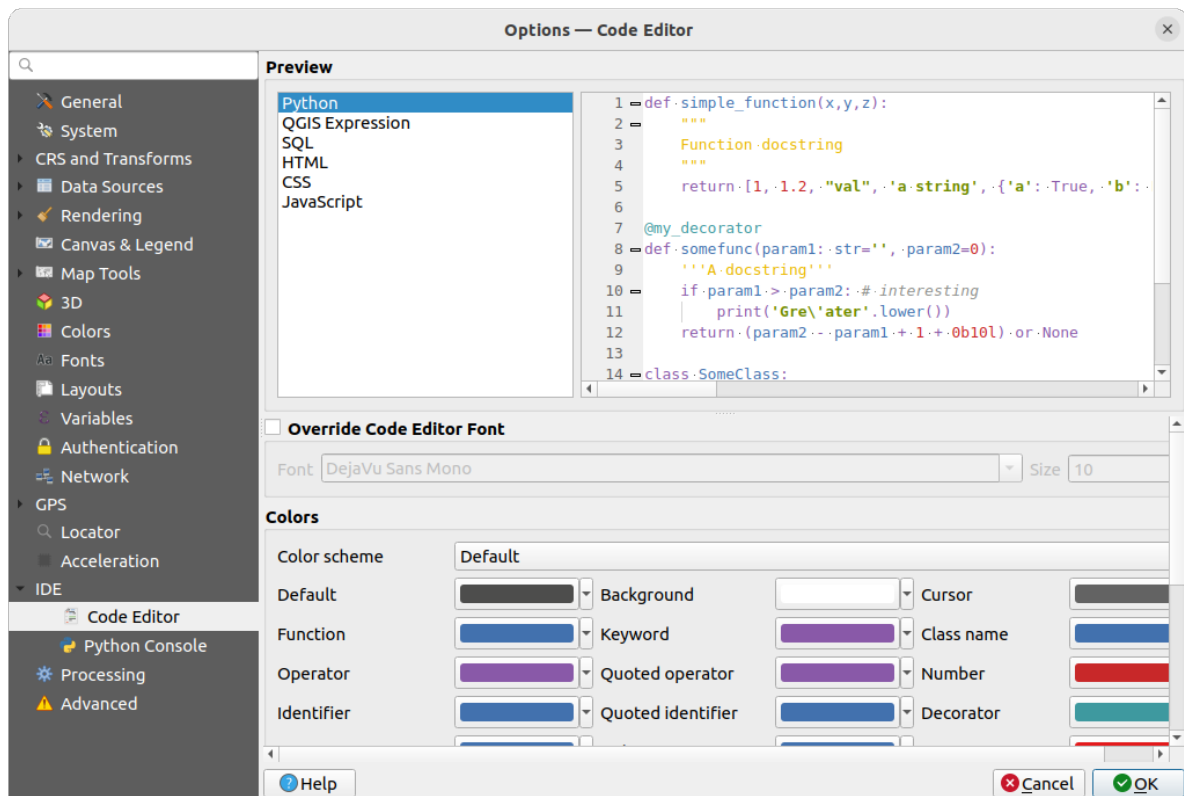 Options — Code Editor
General
System
CRS and Transforms
Data Sources
Rendering
Canvas & Legend
Map Tools
3D
Colors
Fonts
Layouts
Variables
Authentication
Network
GPS
Locator
Acceleration
IDE
Code Editor
Python Console
Processing
Advanced
Preview
Python
QGIS Expression
SQL
HTML
CSS
JavaScript
1 def·simple_function(x,y,z):
2 """
3 Function·docstring
4 """
5 return·[1,·1.2,·"val",·'a·string',·{'a':·True,·'b':·
6
7 @my_decorator
8 def·somefunc(param1:·str='',·param2=0):
9 '''A·docstring'''
10 if·param1·>·param2:·#·interesting
11 print('Gre\'ater'.lower())
12 return·(param2·-·param1·+·1·+·0b10l)·or·None
13
14 class·SomeClass:
Override Code Editor Font
Font DejaVu Sans Mono Size 10
Colors
Color scheme Default
Default Background Cursor
Function Keyword Class name
Operator Quoted operator Number
Identifier Quoted identifier Decorator
Help Cancel OK